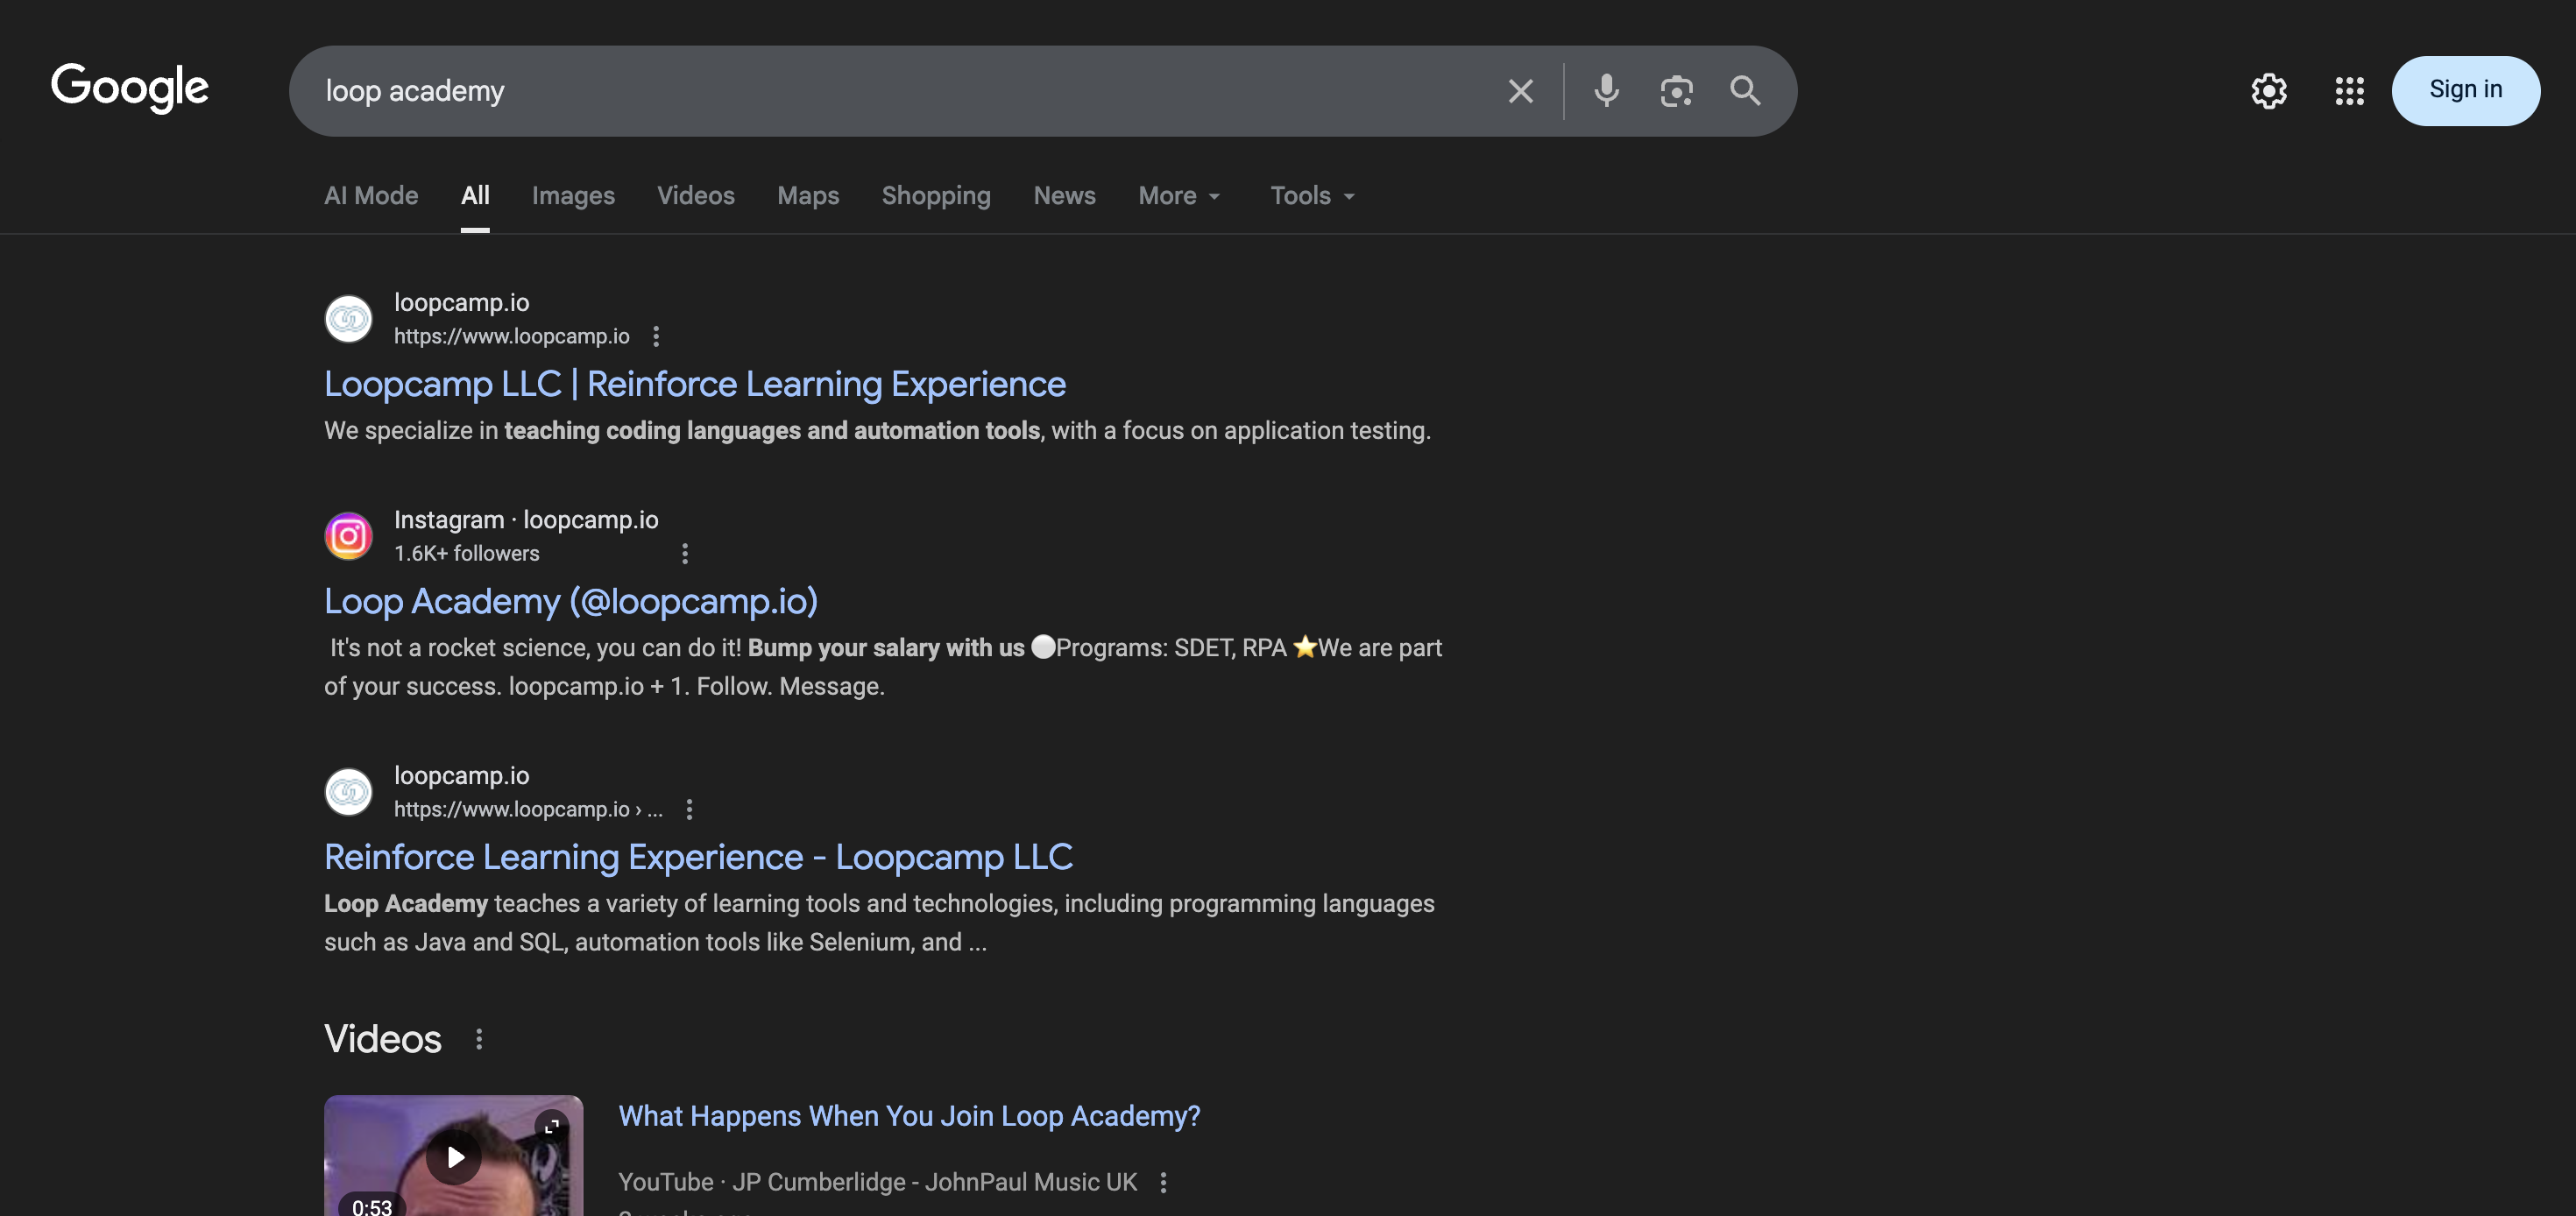 Google
loop academy
Sign in
AI Mode All Images Videos Maps Shopping News More Tools
loopcamp.io
https://www.loopcamp.io
Loopcamp LLC | Reinforce Learning Experience
We specialize in teaching coding languages and automation tools, with a focus on application testing.
Instagram · loopcamp.io
1.6K+ followers
Loop Academy (@loopcamp.io)
It's not a rocket science, you can do it! Bump your salary with us ⚪Programs: SDET, RPA ⭐We are part
of your success. loopcamp.io + 1. Follow. Message.
loopcamp.io
https://www.loopcamp.io › ...
Reinforce Learning Experience - Loopcamp LLC
Loop Academy teaches a variety of learning tools and technologies, including programming languages
such as Java and SQL, automation tools like Selenium, and ...
Videos
What Happens When You Join Loop Academy?
YouTube · JP Cumberlidge - JohnPaul Music UK
0:53